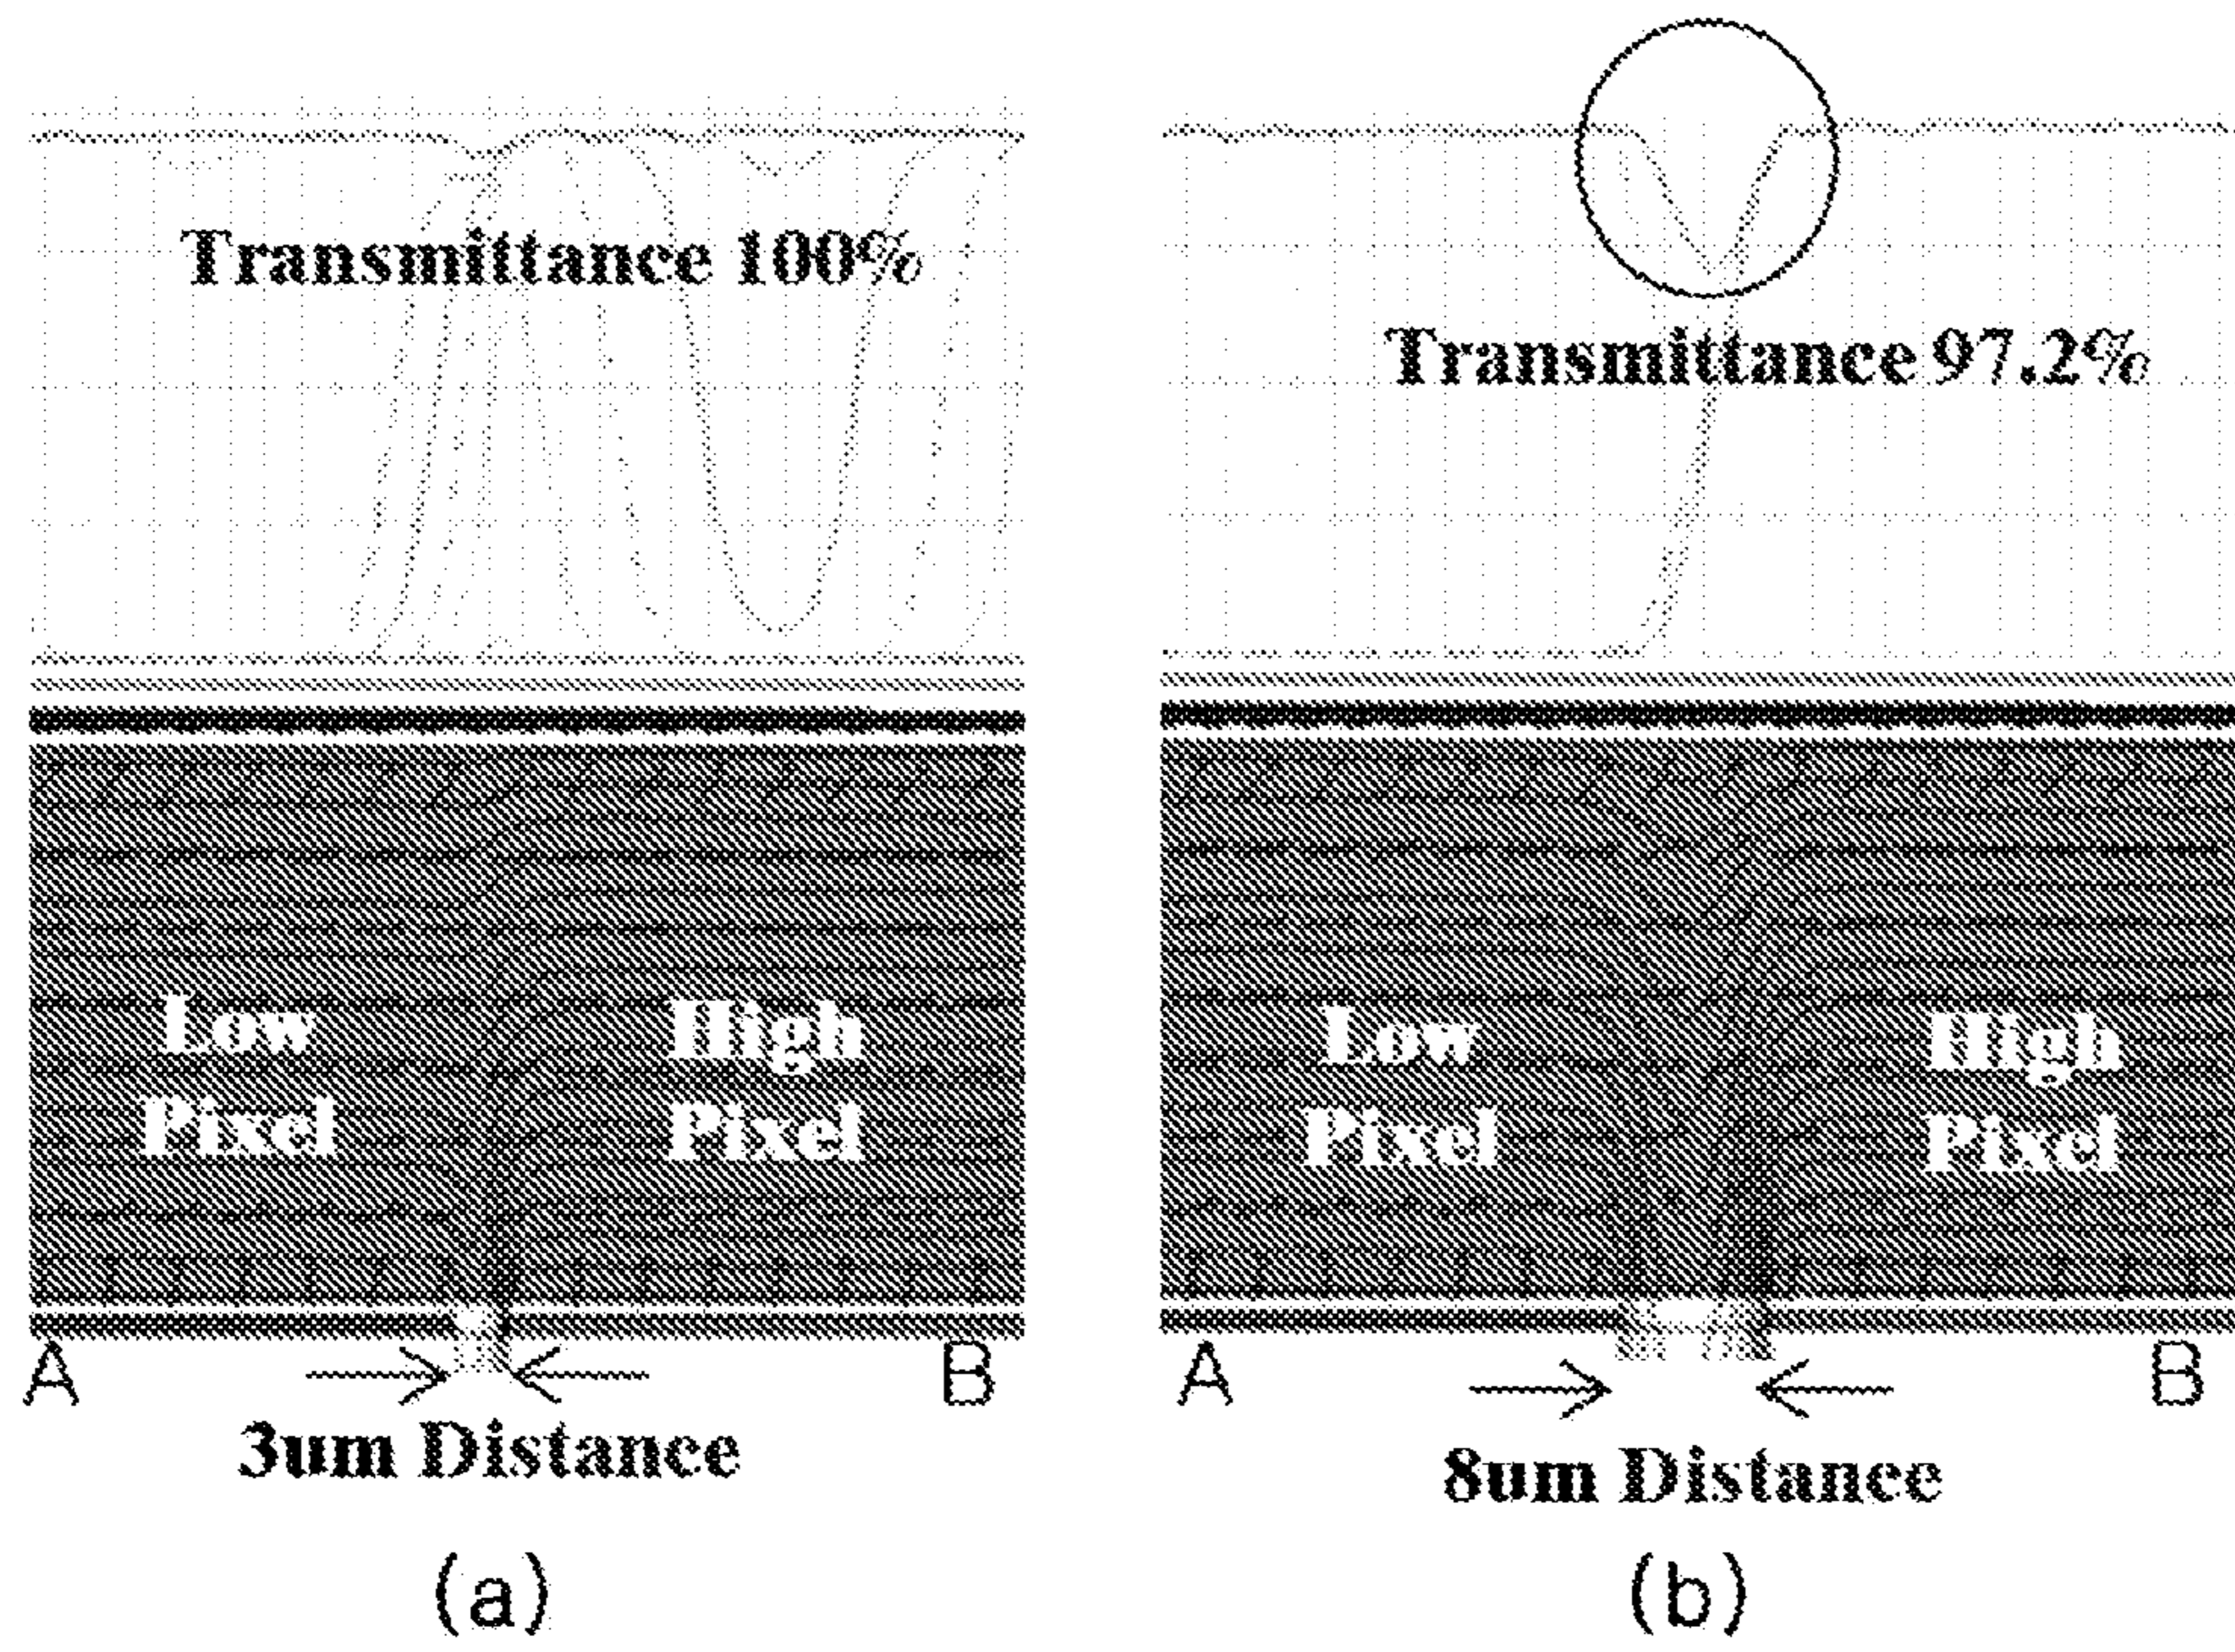 Transmittance 100%
Low
Pixel
High
Pixel
A
B
3um Distance
(a)
Transmittance 97.2%
Low
Pixel
High
Pixel
A
B
8um Distance
(b)